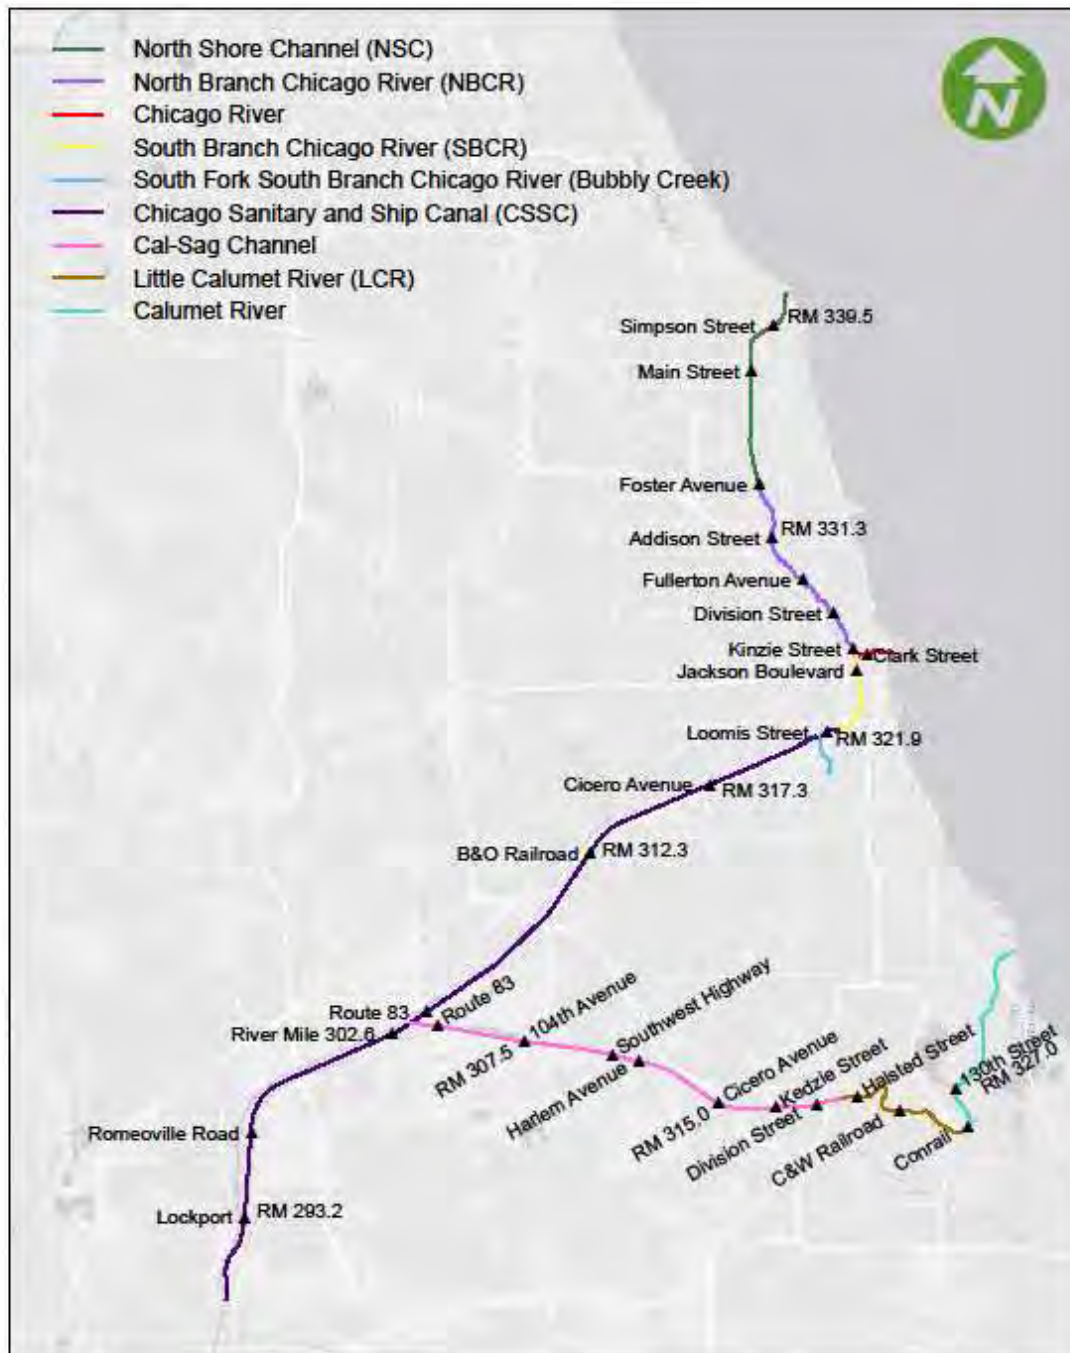 North Shore Channel (NSC)
North Branch Chicago River (NBCR)
Chicago River
South Branch Chicago River (SBCR)
South Fork South Branch Chicago River (Bubbly Creek)
Chicago Sanitary and Ship Canal (CSSC)
Cal-Sag Channel
Little Calumet River (LCR)
Calumet River
N
Simpson Street
RM 339.5
Main Street
Foster Avenue
Addison Street
RM 331.3
Fullerton Avenue
Division Street
Kinzie Street
Clark Street
Jackson Boulevard
Loomis Street
RM 321.9
Cicero Avenue
RM 317.3
B&O Railroad
RM 312.3
Route 83
Route 83
River Mile 302.6
RM 307.5
104th Avenue
Southwest Highway
Harlem Avenue
RM 315.0
Cicero Avenue
Kedzie Street
Division Street
Halsted Street
C&W Railroad
Conrail
130th Street
RM 327.0
Romeoville Road
Lockport
RM 293.2